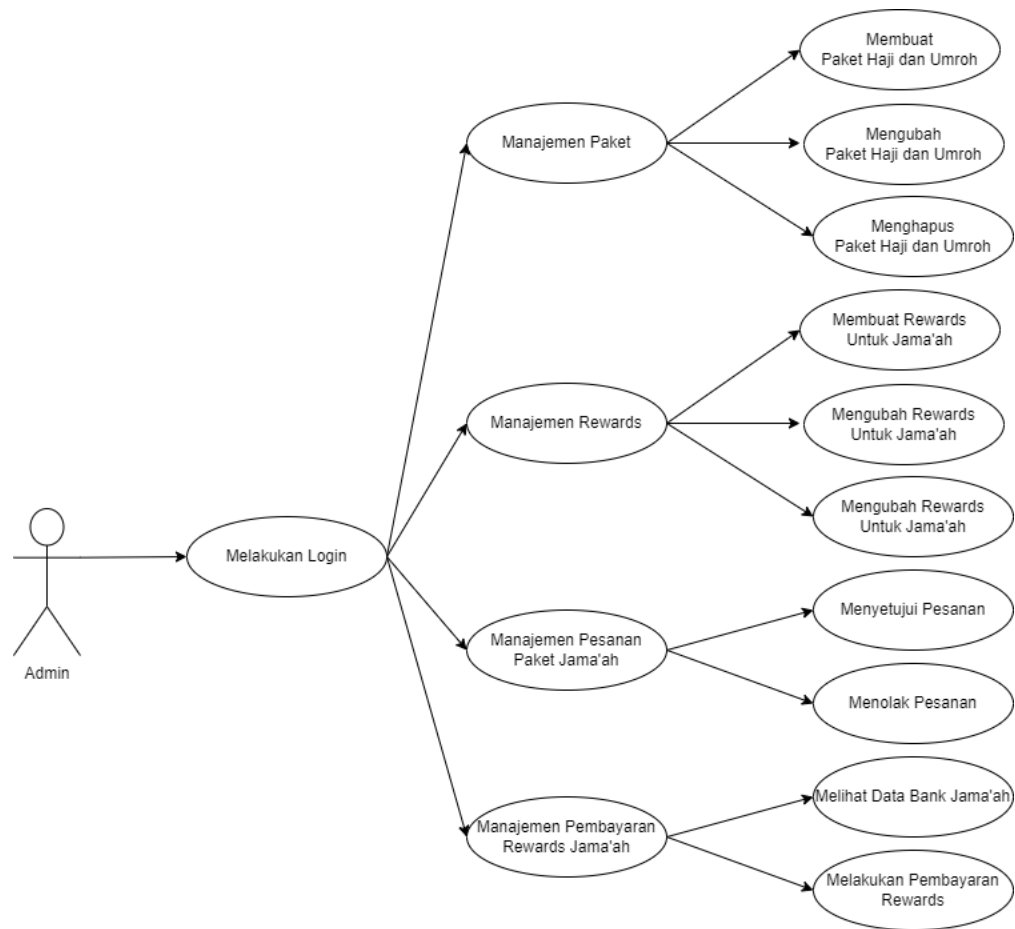 Membuat
Paket Haji dan Umroh
Manajemen Paket
Mengubah
Paket Haji dan Umroh
Menghapus
Paket Haji dan Umroh
Membuat Rewards
Untuk Jama'ah
Manajemen Rewards
Mengubah Rewards
Untuk Jama'ah
Mengubah Rewards
Untuk Jama'ah
Melakukan Login
Admin
Manajemen Pesanan
Paket Jama'ah
Menyetujui Pesanan
Menolak Pesanan
Manajemen Pembayaran
Rewards Jama'ah
Melihat Data Bank Jama'ah
Melakukan Pembayaran
Rewards